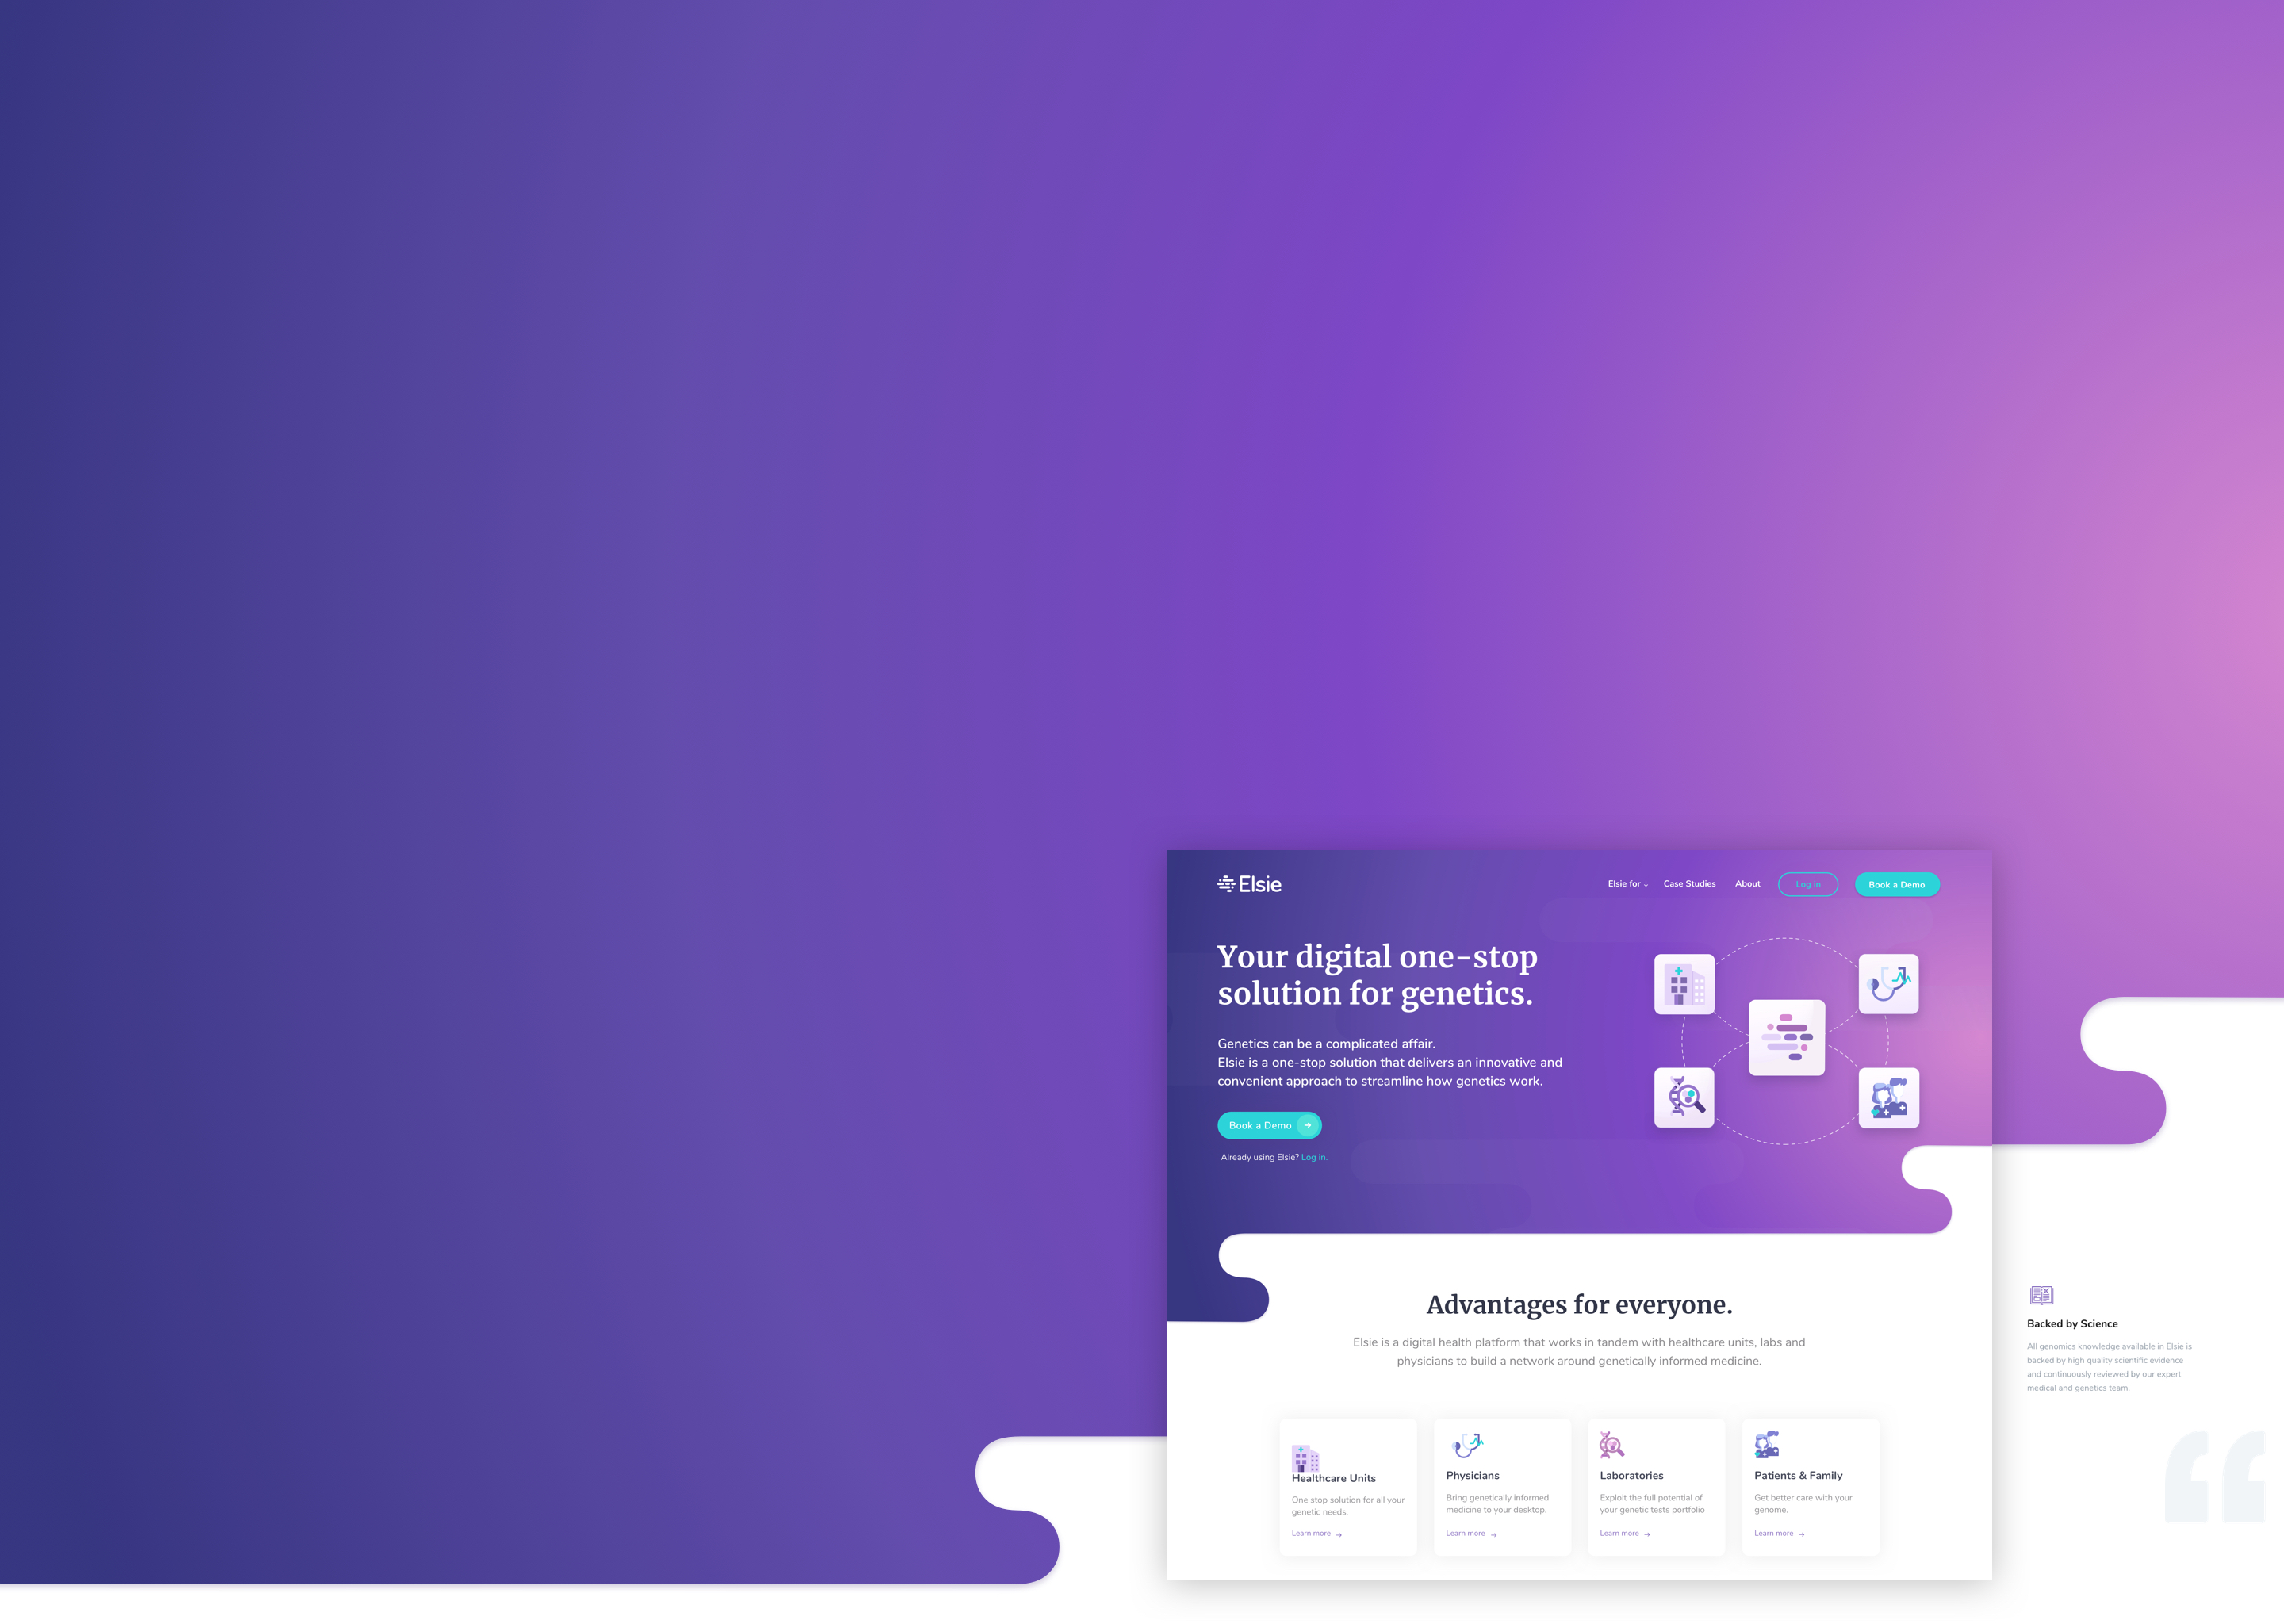 Elsie
Elsie for ↓
Case Studies
About
Log in
Book a Demo
Your digital one-stop
solution for genetics.
Genetics can be a complicated affair.
Elsie is a one-stop solution that delivers an innovative and
convenient approach to streamline how genetics work.
Book a Demo →
Already using Elsie? Log in.
Advantages for everyone.
Elsie is a digital health platform that works in tandem with healthcare units, labs and
physicians to build a network around genetically informed medicine.
Healthcare Units
One stop solution for all your
genetic needs.
Learn more →
Physicians
Bring genetically informed
medicine to your desktop.
Learn more →
Laboratories
Exploit the full potential of
your genetic tests portfolio
Learn more →
Patients & Family
Get better care with your
genome.
Learn more →
Backed by Science
All genomics knowledge available in Elsie is
backed by high quality scientific evidence
and continuously reviewed by our expert
medical and genetics team.
“